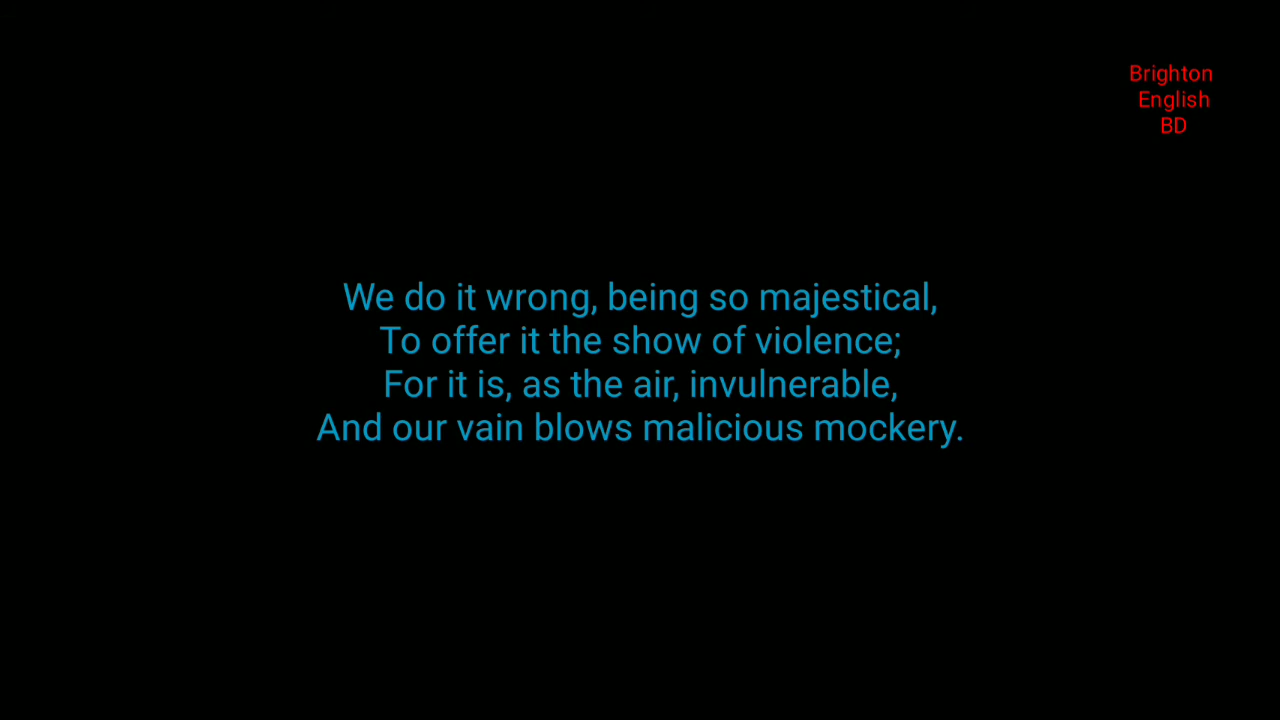 Brighton
English
BD
We do it wrong, being so majestical,
To offer it the show of violence;
For it is, as the air, invulnerable,
And our vain blows malicious mockery.